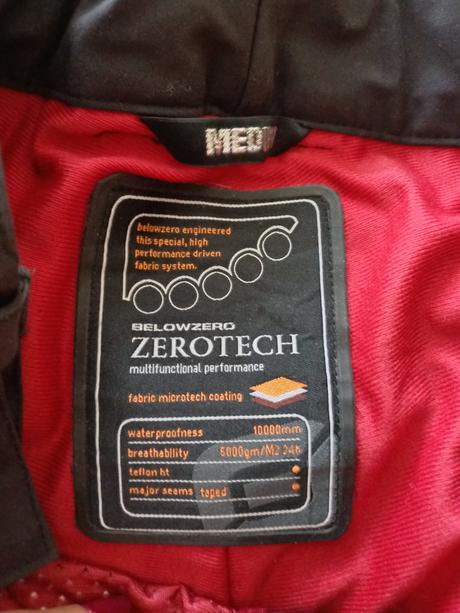 MEDIU
belowzero engineered
this special, high
performance driven
fabric system.
BELOWZERO
ZEROTECH
multifunctional performance
fabric microtech coating
waterproofness 10000mm
breathability 5000gm/M2 24h
teflon ht
major seams taped